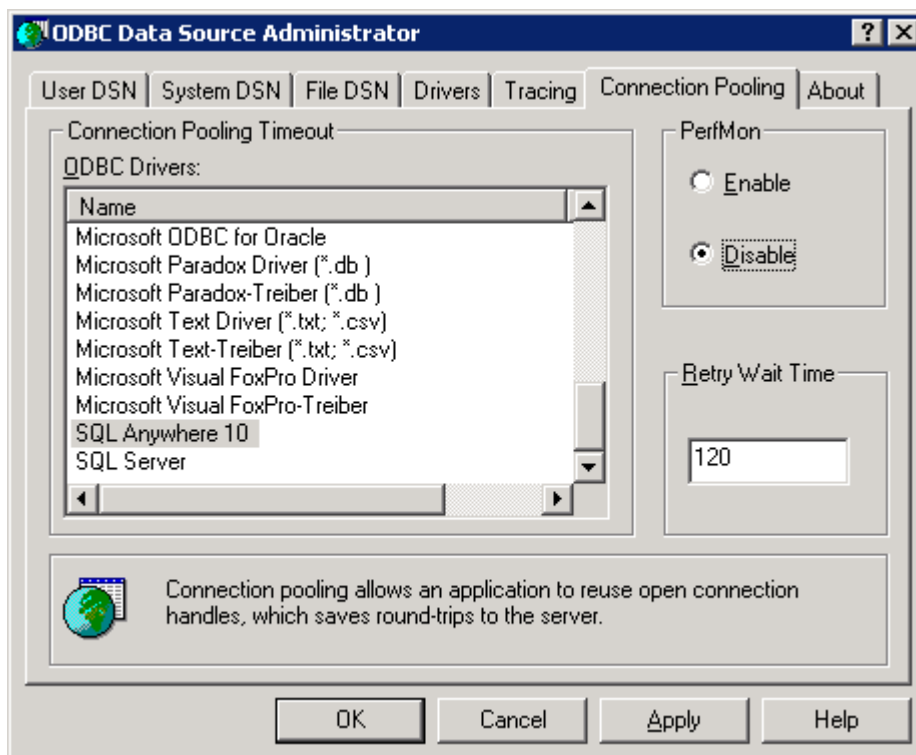 ODBC Data Source Administrator
User DSN System DSN File DSN Drivers Tracing Connection Pooling About
Connection Pooling Timeout
ODBC Drivers:
Name
Microsoft ODBC for Oracle
Microsoft Paradox Driver (*.db )
Microsoft Paradox-Treiber (*.db )
Microsoft Text Driver (*.txt; *.csv)
Microsoft Text-Treiber (*.txt; *.csv)
Microsoft Visual FoxPro Driver
Microsoft Visual FoxPro-Treiber
SQL Anywhere 10
SQL Server
PerfMon
Enable
Disable
Retry Wait Time
120
Connection pooling allows an application to reuse open connection
handles, which saves round-trips to the server.
OK Cancel Apply Help